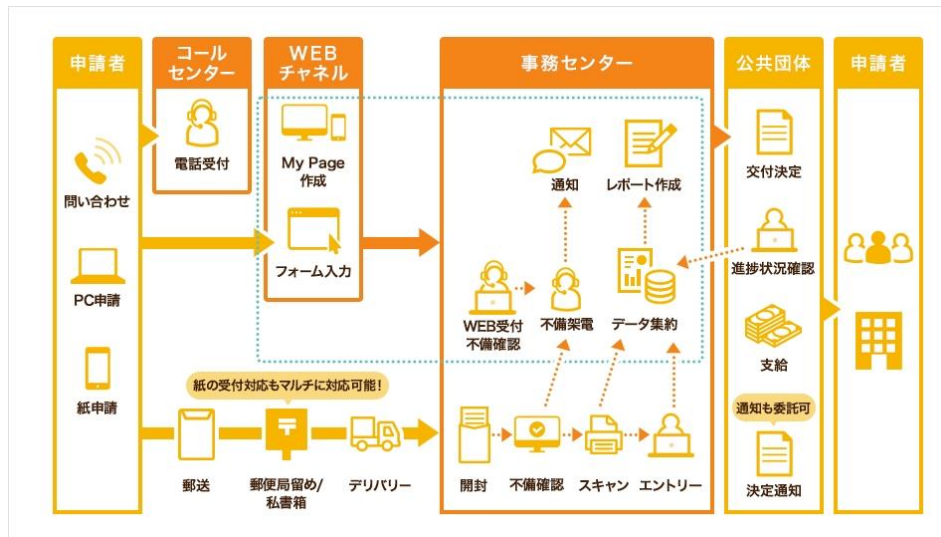 申請者
問い合わせ
PC申請
紙申請
コール
センター
電話受付
WEB
チャネル
My Page
作成
フォーム入力
紙の受付対応もマルチに対応可能！
郵送
郵便局留め/
私書箱
デリバリー
事務センター
通知
レポート作成
WEB受付
不備確認
不備架電
データ集約
開封
不備確認
スキャン
エントリー
公共団体
交付決定
進捗状況確認
支給
通知も委託可
決定通知
申請者